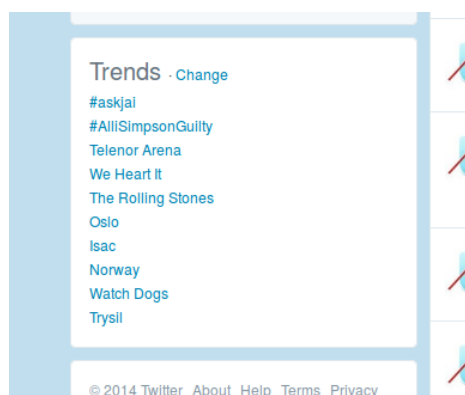 Trends · Change
#askjai
#AlliSimpsonGuilty
Telenor Arena
We Heart It
The Rolling Stones
Oslo
Isac
Norway
Watch Dogs
Trysil
© 2014 Twitter About Help Terms Privacy